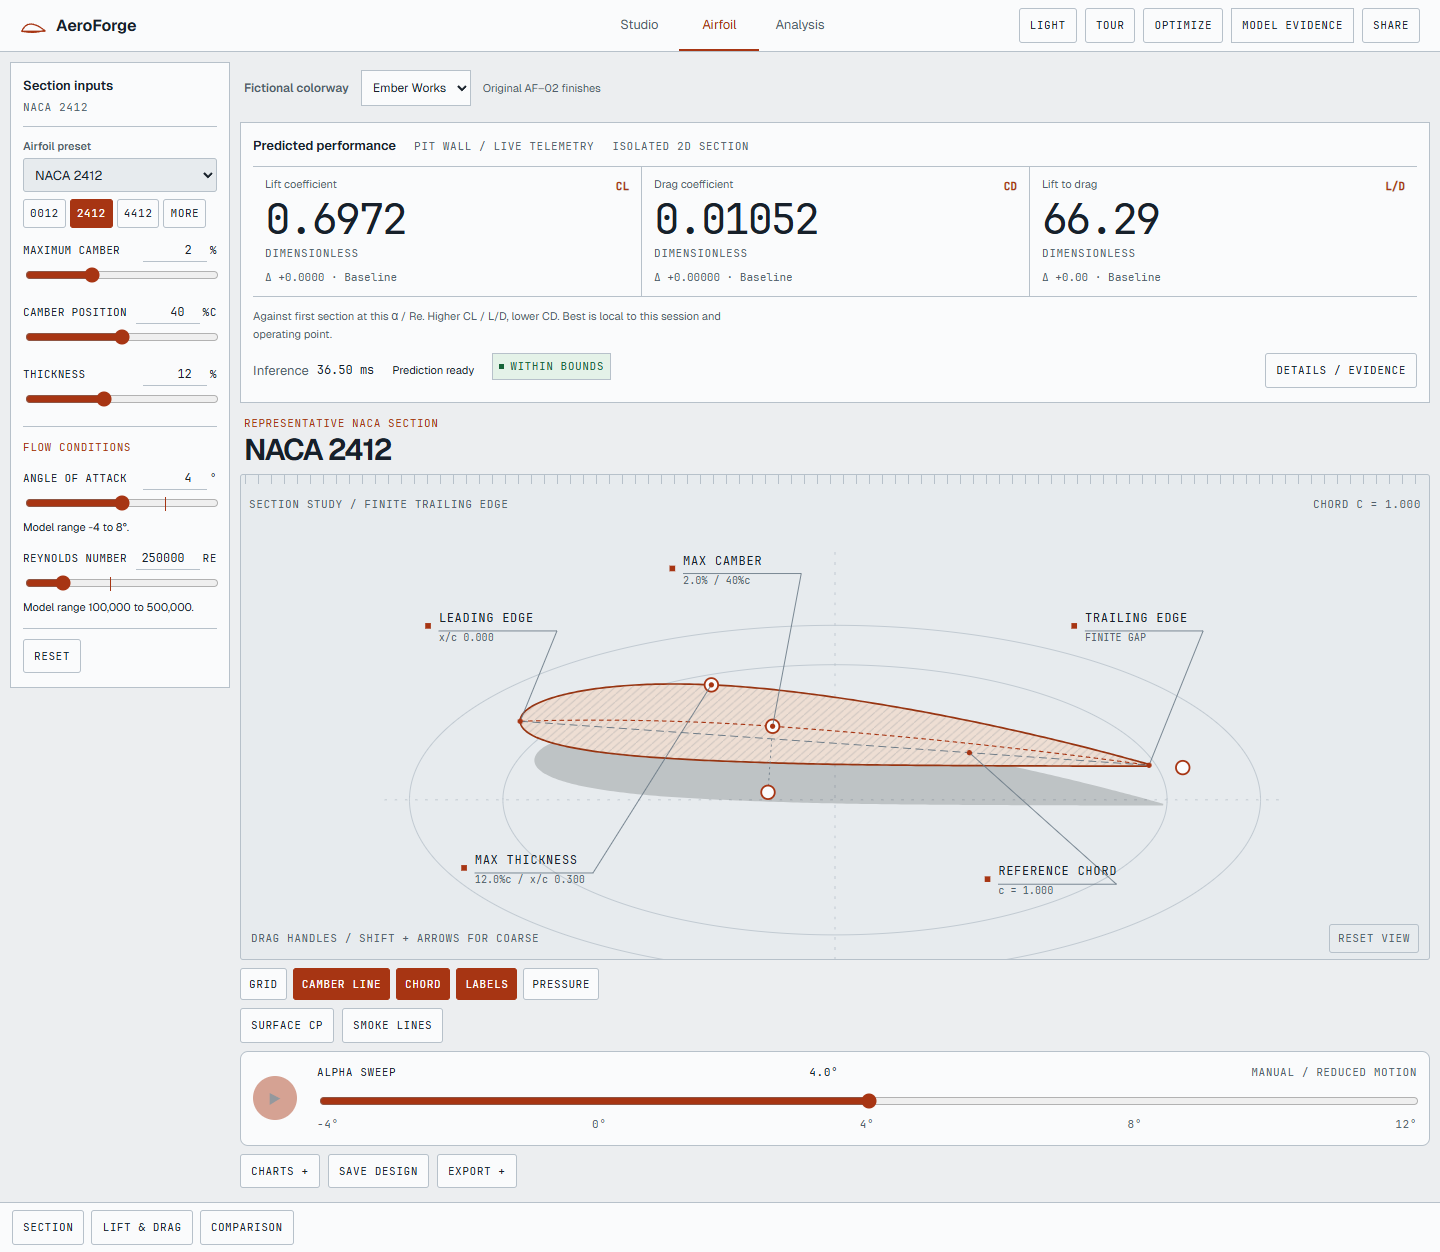 AeroForge
Studio
Airfoil
Analysis
LIGHT
TOUR
OPTIMIZE
MODEL EVIDENCE
SHARE
Section inputs
NACA 2412
Airfoil preset
NACA 2412
0012
2412
4412
MORE
MAXIMUM CAMBER 2 %
CAMBER POSITION 40 %C
THICKNESS 12 %
FLOW CONDITIONS
ANGLE OF ATTACK 4 °
Model range -4 to 8°.
REYNOLDS NUMBER 250000 RE
Model range 100,000 to 500,000.
RESET
Fictional colorway Ember Works Original AF-02 finishes
Predicted performance PIT WALL / LIVE TELEMETRY ISOLATED 2D SECTION
Lift coefficient CL
0.6972
DIMENSIONLESS
Δ +0.0000 · Baseline
Drag coefficient CD
0.01052
DIMENSIONLESS
Δ +0.00000 · Baseline
Lift to drag L/D
66.29
DIMENSIONLESS
Δ +0.00 · Baseline
Against first section at this α / Re. Higher CL / L/D, lower CD. Best is local to this session and
operating point.
Inference 36.50 ms Prediction ready WITHIN BOUNDS
DETAILS / EVIDENCE
REPRESENTATIVE NACA SECTION
NACA 2412
SECTION STUDY / FINITE TRAILING EDGE
CHORD C = 1.000
MAX CAMBER
2.0% / 40%c
LEADING EDGE
x/c 0.000
TRAILING EDGE
FINITE GAP
MAX THICKNESS
12.0%c / x/c 0.300
REFERENCE CHORD
c = 1.000
DRAG HANDLES / SHIFT + ARROWS FOR COARSE
RESET VIEW
GRID
CAMBER LINE
CHORD
LABELS
PRESSURE
SURFACE CP
SMOKE LINES
ALPHA SWEEP 4.0° MANUAL / REDUCED MOTION
-4° 0° 4° 8° 12°
CHARTS +
SAVE DESIGN
EXPORT +
SECTION
LIFT & DRAG
COMPARISON